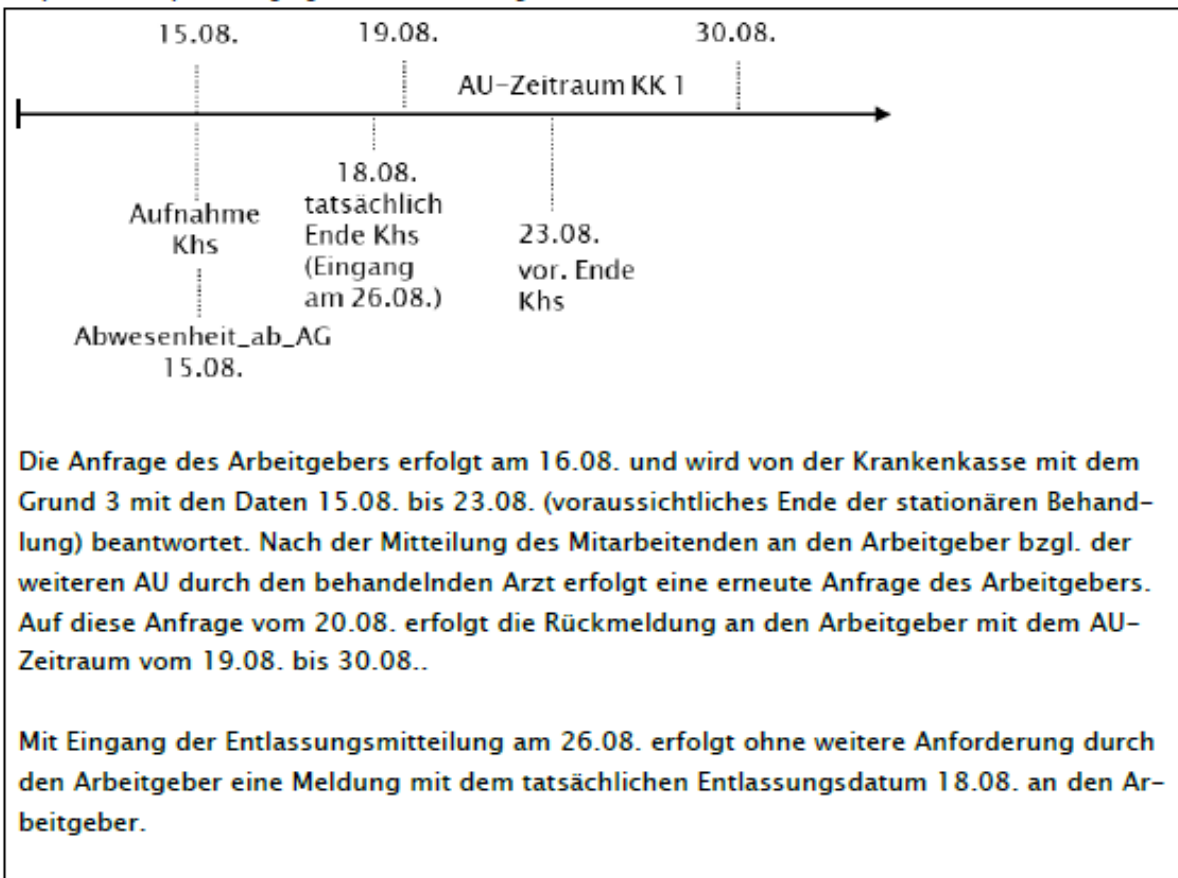 15.08. 19.08. 30.08.
AU-Zeitraum KK 1
18.08.
tatsächlich
Ende Khs
(Eingang
am 26.08.)
Aufnahme
Khs
23.08.
vor. Ende
Khs
Abwesenheit_ab_AG
15.08.
Die Anfrage des Arbeitgebers erfolgt am 16.08. und wird von der Krankenkasse mit dem
Grund 3 mit den Daten 15.08. bis 23.08. (voraussichtliches Ende der stationären Behand-
lung) beantwortet. Nach der Mitteilung des Mitarbeitenden an den Arbeitgeber bzgl. der
weiteren AU durch den behandelnden Arzt erfolgt eine erneute Anfrage des Arbeitgebers.
Auf diese Anfrage vom 20.08. erfolgt die Rückmeldung an den Arbeitgeber mit dem AU-
Zeitraum vom 19.08. bis 30.08..
Mit Eingang der Entlassungsmitteilung am 26.08. erfolgt ohne weitere Anforderung durch
den Arbeitgeber eine Meldung mit dem tatsächlichen Entlassungsdatum 18.08. an den Ar-
beitgeber.